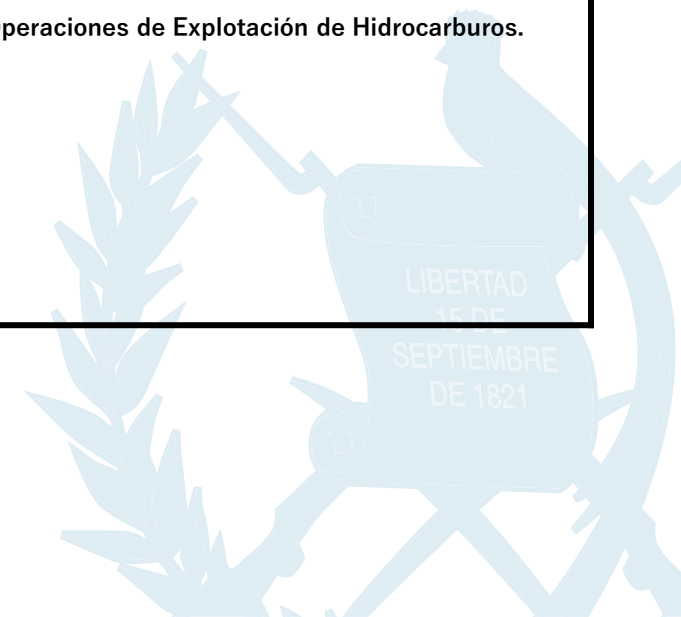 peraciones de Explotación de Hidrocarburos.
LIBERTAD
15 DE
SEPTIEMBRE
DE 1821